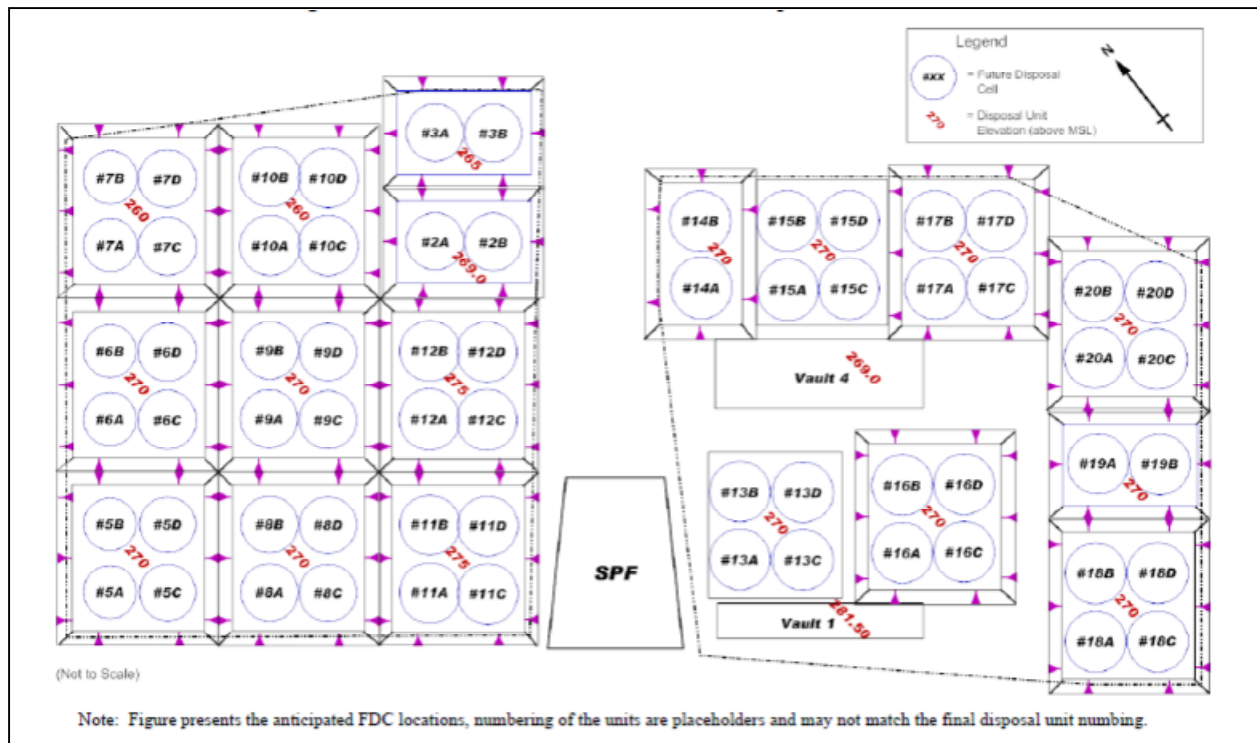 Legend
#XX = Future Disposal Cell
270 = Disposal Unit Elevation (above MSL)
N
#3A #3B
265
#7B #7D
260
#7A #7C
#10B #10D
260
#10A #10C
#2A #2B
269.0
#6B #6D
270
#6A #6C
#9B #9D
270
#9A #9C
#12B #12D
275
#12A #12C
#5B #5D
270
#5A #5C
#8B #8D
270
#8A #8C
#11B #11D
275
#11A #11C
SPF
#14B
270
#14A
#15B #15D
270
#15A #15C
#17B #17D
270
#17A #17C
269.0
Vault 4
#20B #20D
270
#20A #20C
#13B #13D
270
#13A #13C
#16B #16D
270
#16A #16C
#19A #19B
270
281.50
Vault 1
#18B #18D
270
#18A #18C
(Not to Scale)
Note: Figure presents the anticipated FDC locations, numbering of the units are placeholders and may not match the final disposal unit numbing.